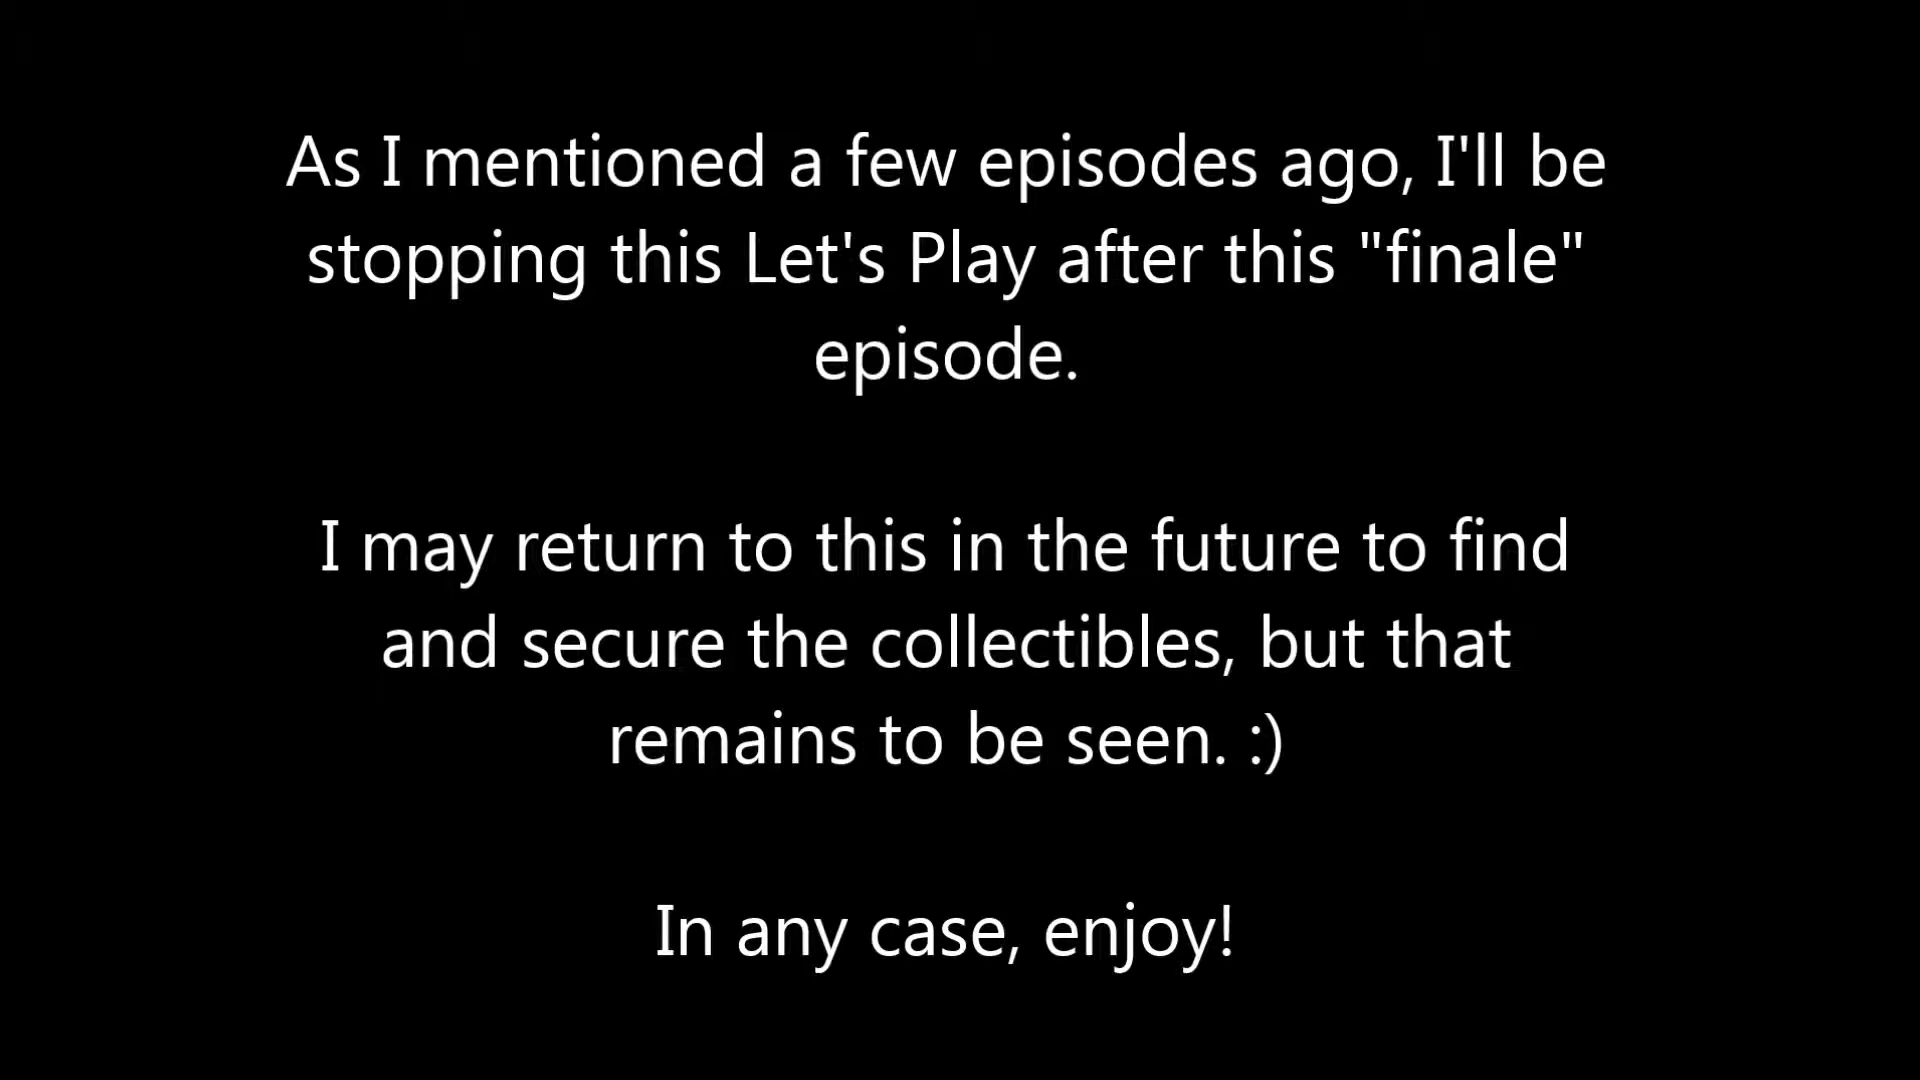 As I mentioned a few episodes ago, I'll be
stopping this Let's Play after this "finale"
episode.
I may return to this in the future to find
and secure the collectibles, but that
remains to be seen. :)
In any case, enjoy!